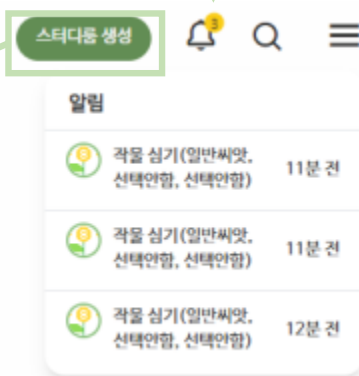 스터디룸 생성
3
알림
작물 심기(일반씨앗,
선택안함, 선택안함)
11분 전
작물 심기(일반씨앗,
선택안함, 선택안함)
11분 전
작물 심기(일반씨앗,
선택안함, 선택안함)
12분 전